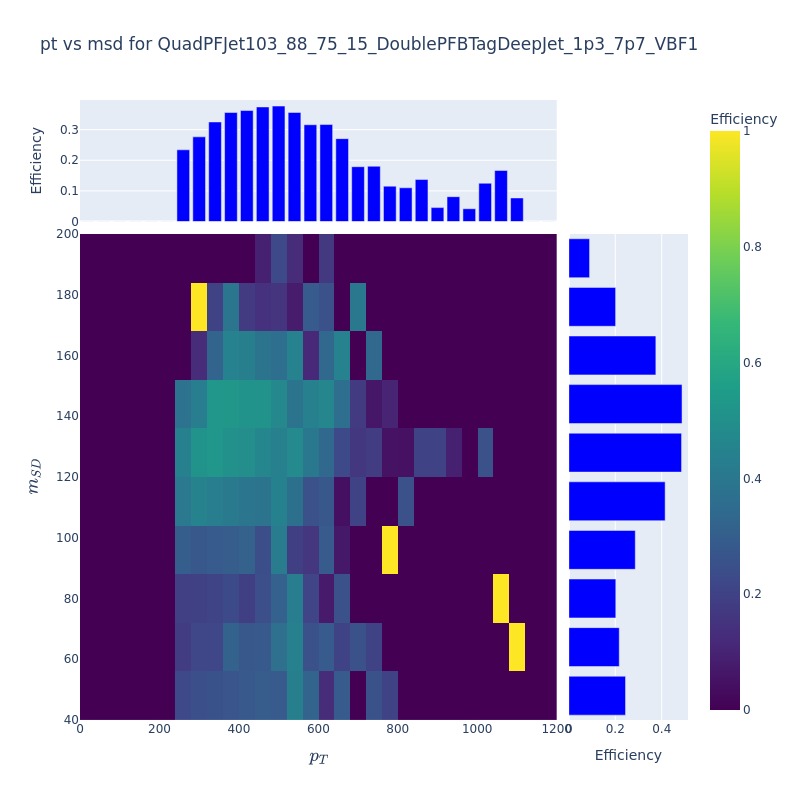 pt vs msd for QuadPFJet103_88_75_15_DoublePFBTagDeepJet_1p3_7p7_VBF1
Efficiency
0.3
0.2
0.1
0
Efficiency
1
0.8
0.6
0.4
0.2
0
m_SD
200
180
160
140
120
100
80
60
40
0 200 400 600 800 1000 1200
p_T
0 0.2 0.4
Efficiency